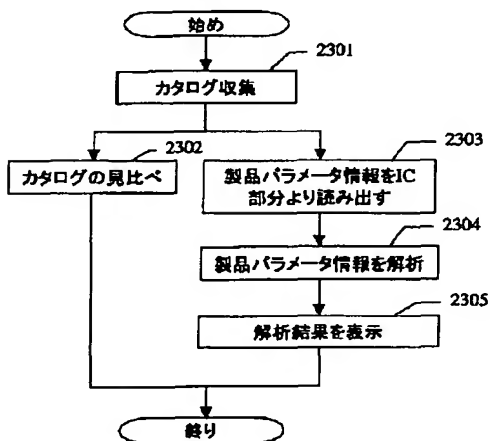 始め
2301
カタログ収集
2302
2303
カタログの見比べ
製品パラメータ情報をIC
部分より読み出す
2304
製品パラメータ情報を解析
2305
解析結果を表示
終り